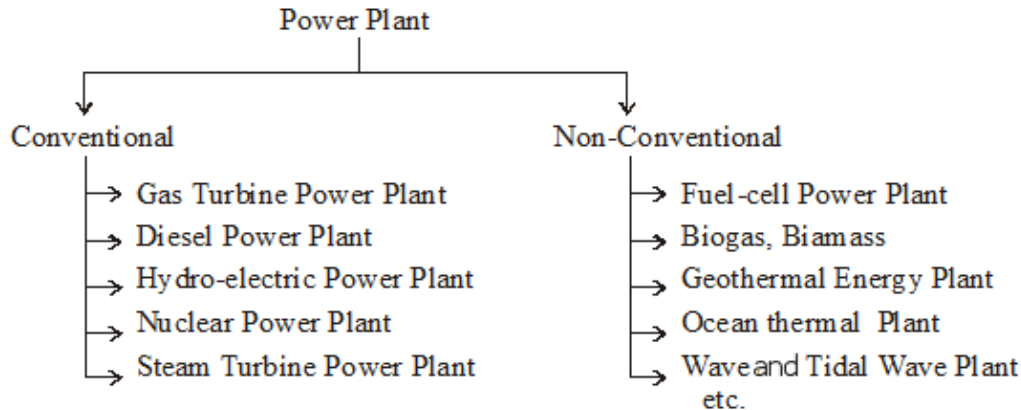 Power Plant
Conventional
Gas Turbine Power Plant
Diesel Power Plant
Hydro-electric Power Plant
Nuclear Power Plant
Steam Turbine Power Plant
Non-Conventional
Fuel-cell Power Plant
Biogas, Biamass
Geothermal Energy Plant
Ocean thermal Plant
Wave and Tidal Wave Plant
etc.